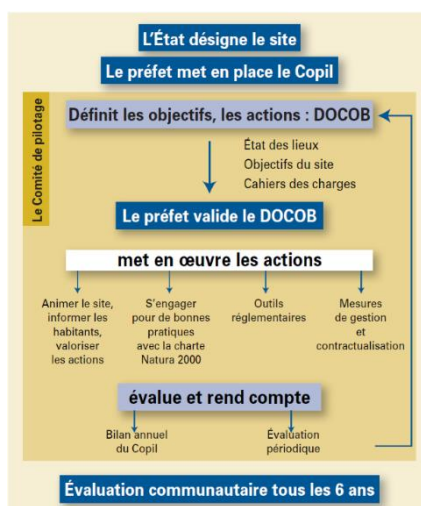 L'État désigne le site
Le préfet met en place le Copil
Le Comité de pilotage
Définit les objectifs, les actions : DOCOB
État des lieux
Objectifs du site
Cahiers des charges
Le préfet valide le DOCOB
met en œuvre les actions
Animer le site,
informer les
habitants,
valoriser
les actions
S'engager
pour de bonnes
pratiques
avec la charte
Natura 2000
Outils
réglementaires
Mesures
de gestion
et
contractualisation
évalue et rend compte
Bilan annuel
du Copil
Évaluation
périodique
Évaluation communautaire tous les 6 ans